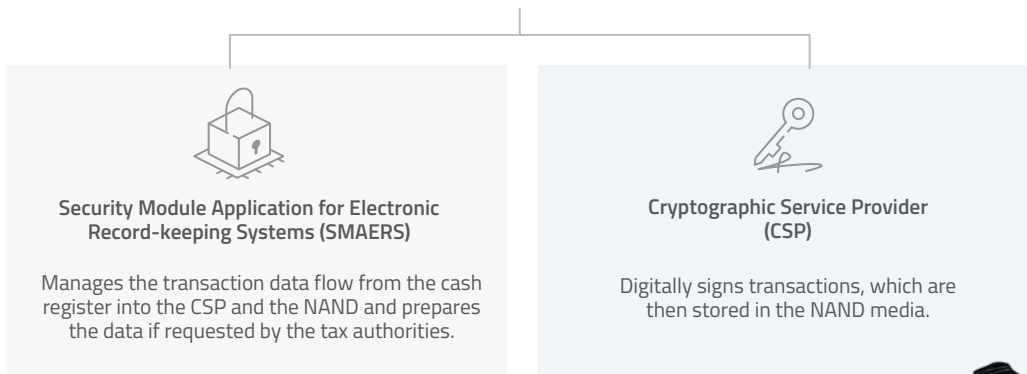 Security Module Application for Electronic
Record-keeping Systems (SMAERS)
Manages the transaction data flow from the cash
register into the CSP and the NAND and prepares
the data if requested by the tax authorities.
Cryptographic Service Provider
(CSP)
Digitally signs transactions, which are
then stored in the NAND media.